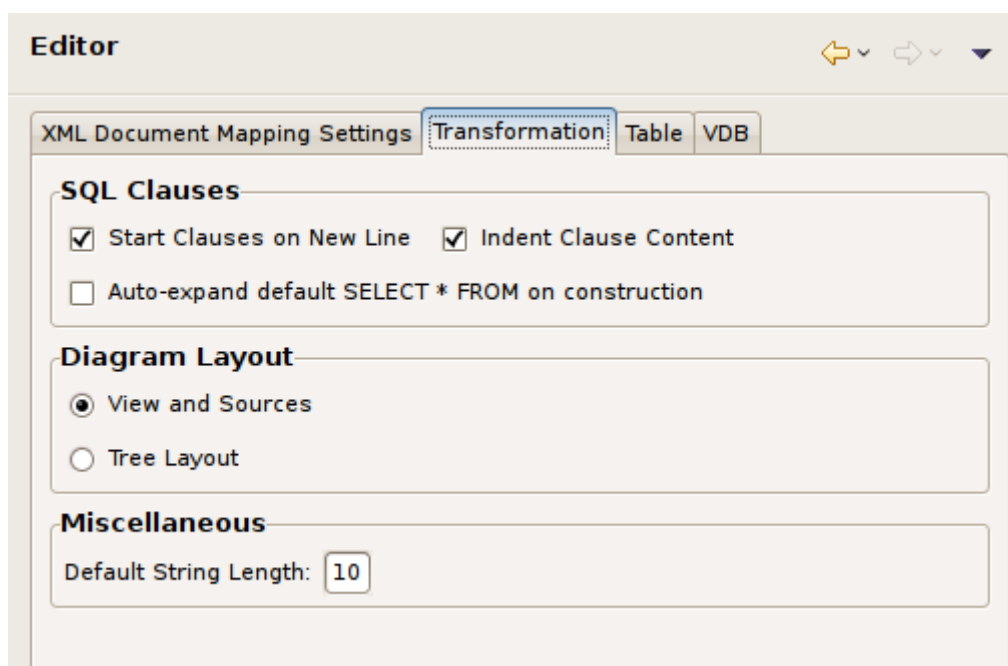 Editor
XML Document Mapping Settings Transformation Table VDB
SQL Clauses
Start Clauses on New Line Indent Clause Content
Auto-expand default SELECT * FROM on construction
Diagram Layout
View and Sources
Tree Layout
Miscellaneous
Default String Length: 10